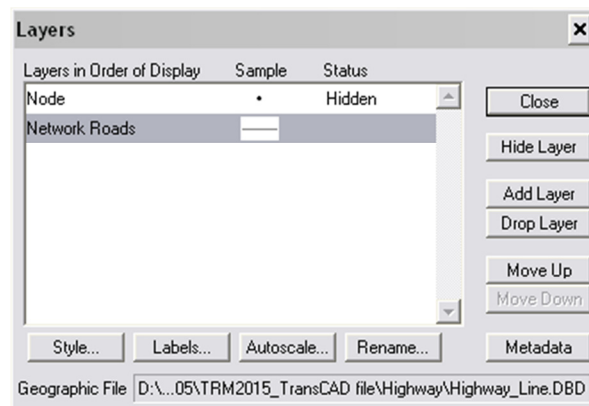 Layers
Layers in Order of Display Sample Status
Node Hidden
Network Roads
Close
Hide Layer
Add Layer
Drop Layer
Move Up
Move Down
Style... Labels... Autoscale... Rename... Metadata
Geographic File D:\...05\TRM2015_TransCAD file\Highway\Highway_Line.DBD